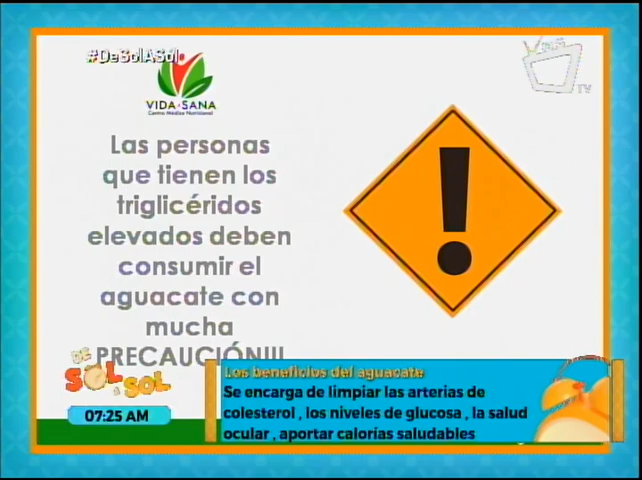 #DeSolASol
VIDA SANA
Centro Médico Nutricional
TV
Las personas
que tienen los
triglicéridos
elevados deben
consumir el
aguacate con
mucha
PRECAUCIÓN!!!
DE
SOL
A
SOL
07:25 AM
Los beneficios del aguacate
Se encarga de limpiar las arterias de
colesterol , los niveles de glucosa , la salud
ocular , aportar calorías saludables